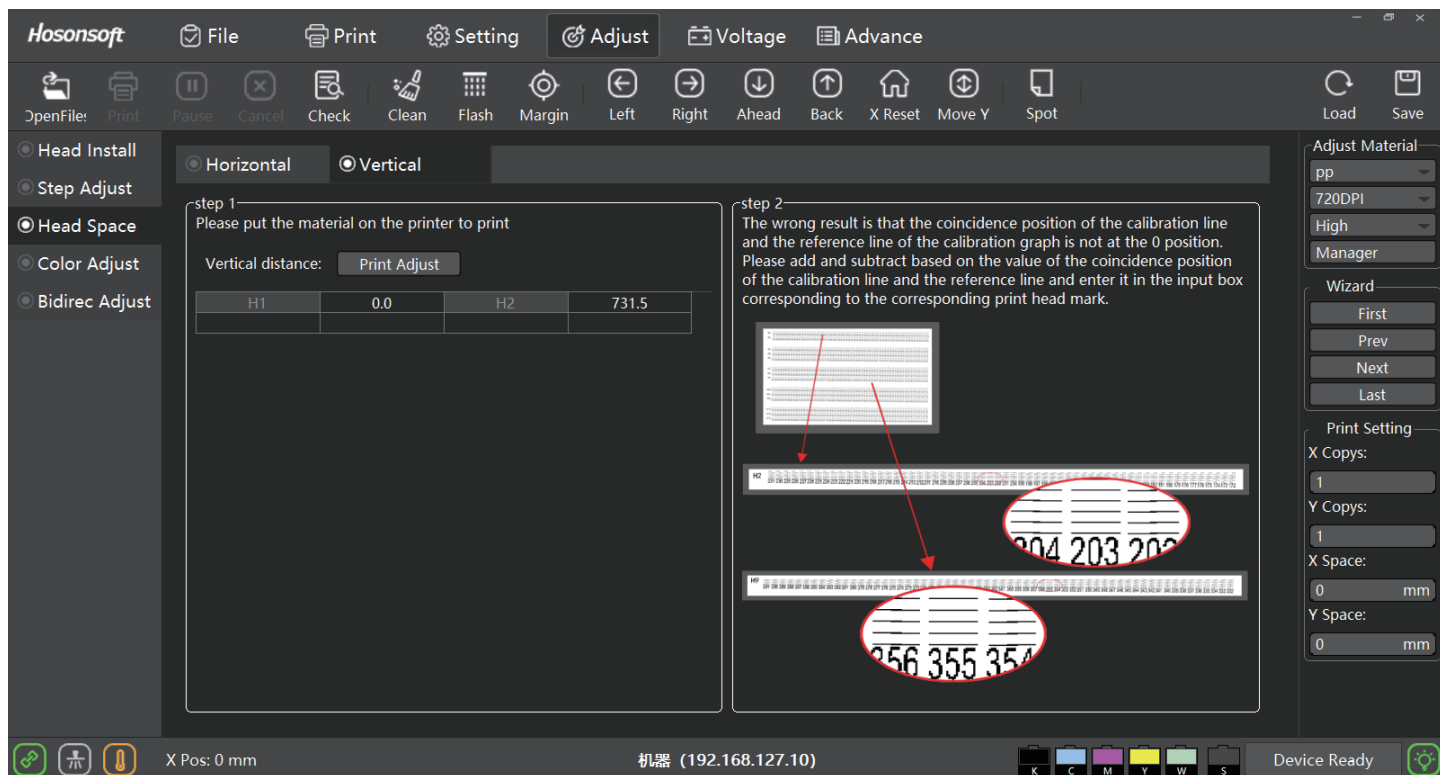 Hosonsoft
File
Print
Setting
Adjust
Voltage
Advance
OpenFiles
Print
Pause
Cancel
Check
Clean
Flash
Margin
Left
Right
Ahead
Back
X Reset
Move Y
Spot
Load
Save
Head Install
Step Adjust
Head Space
Color Adjust
Bidirec Adjust
Horizontal
Vertical
step 1
Please put the material on the printer to print
Vertical distance:
Print Adjust
H1 0.0 H2 731.5
step 2
The wrong result is that the coincidence position of the calibration line
and the reference line of the calibration graph is not at the 0 position.
Please add and subtract based on the value of the coincidence position
of the calibration line and the reference line and enter it in the input box
corresponding to the corresponding print head mark.
H2
204 203 202
H9
356 355 354
Adjust Material
pp
720DPI
High
Manager
Wizard
First
Prev
Next
Last
Print Setting
X Copys:
1
Y Copys:
1
X Space:
0 mm
Y Space:
0 mm
X Pos: 0 mm
机器 (192.168.127.10)
K
C
M
Y
W
S
Device Ready